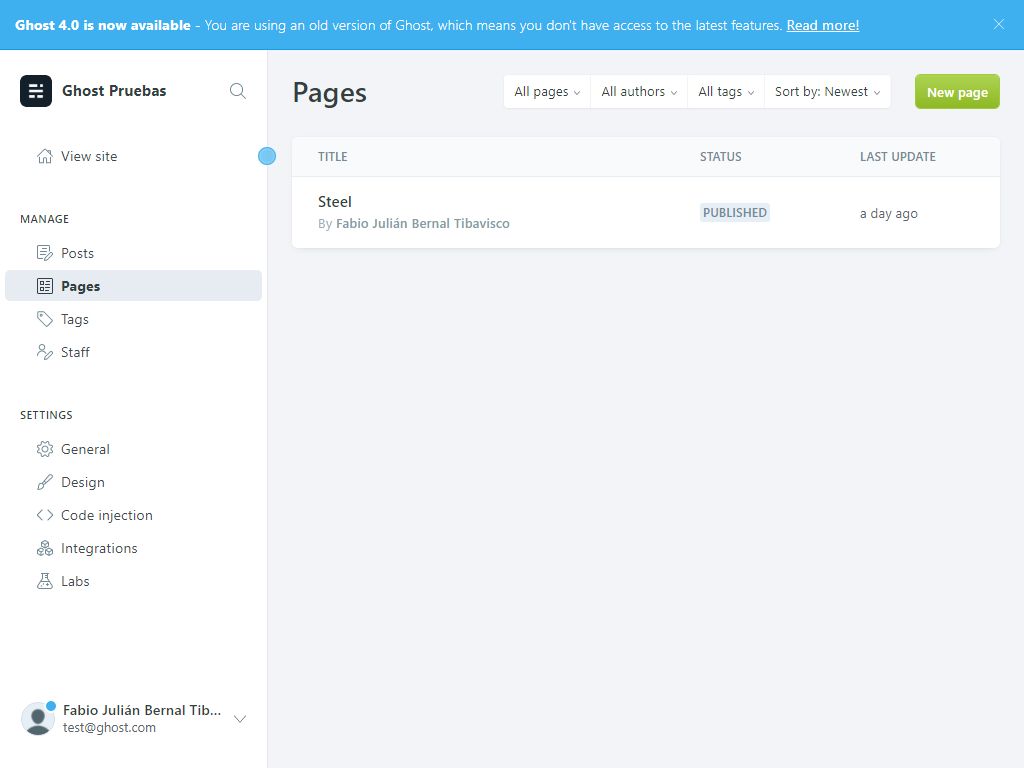 Ghost 4.0 is now available - You are using an old version of Ghost, which means you don't have access to the latest features. Read more!
Ghost Pruebas
View site
MANAGE
Posts
Pages
Tags
Staff
SETTINGS
General
Design
Code injection
Integrations
Labs
Fabio Julián Bernal Tib...
test@ghost.com
Pages
All pages
All authors
All tags
Sort by: Newest
New page
TITLE STATUS LAST UPDATE
Steel
By Fabio Julián Bernal Tibavisco
PUBLISHED
a day ago